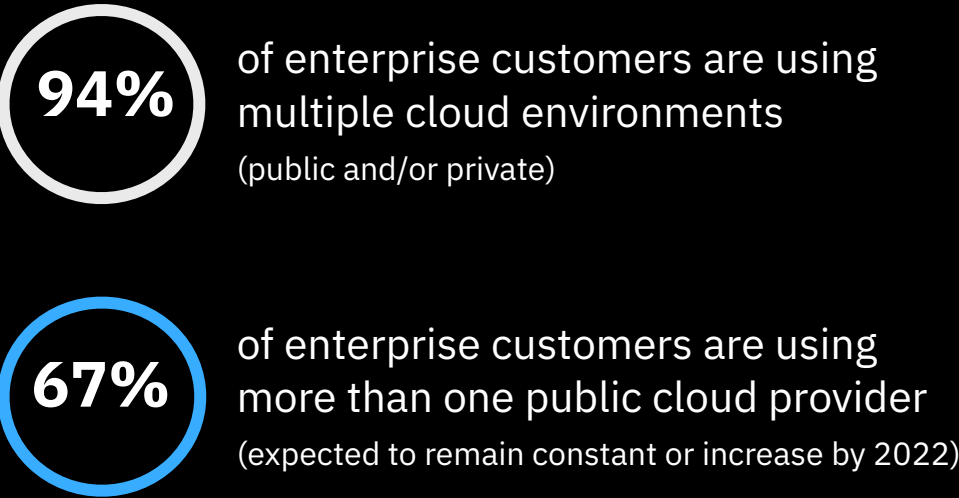 94%
of enterprise customers are using
multiple cloud environments
(public and/or private)
67%
of enterprise customers are using
more than one public cloud provider
(expected to remain constant or increase by 2022)